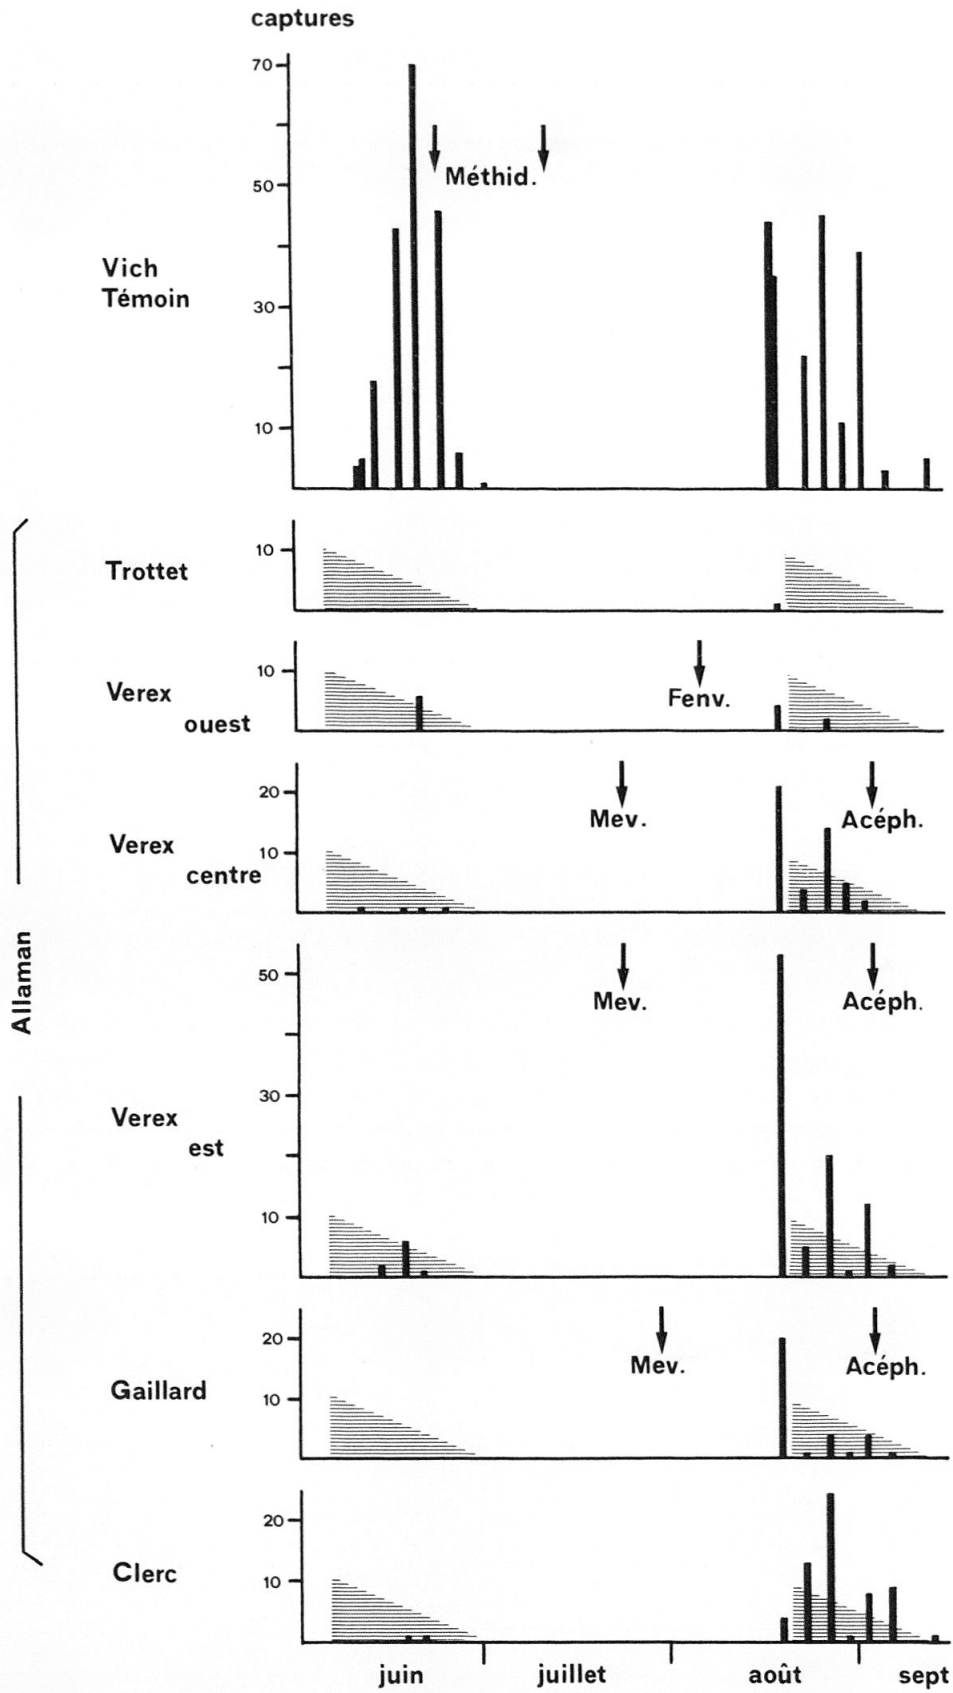 captures
70
50
30
10
Méthid.
Vich
Témoin
10
Trottet
10
Fenv.
Verex
ouest
20
10
Mev.
Acéph.
Verex
centre
Allaman
50
30
10
Mev.
Acéph.
Verex
est
20
10
Mev.
Acéph.
Gaillard
20
10
Clerc
juin juillet août sept